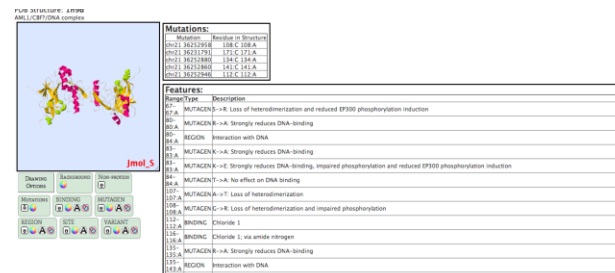 PDB Structure: 1h9d
AML1/CBF?/DNA complex
Mutations:
Mutation Residue in Structure
chr21 36252958 108:C 108:A
chr21 36231791 171:C 171:A
chr21 36252880 134:C 134:A
chr21 36252860 141:C 141:A
chr21 36252946 112:C 112:A
Jmol_S
Features:
Range Type Description
67-67:A MUTAGEN S->R: Loss of heterodimerization and reduced EP300 phosphorylation induction
80-80:A MUTAGEN R->A: Strongly reduces DNA-binding
80-84:A REGION Interaction with DNA
83-83:A MUTAGEN K->A: Strongly reduces DNA-binding
83-83:A MUTAGEN K->E: Strongly reduces DNA-binding, impaired phosphorylation and reduced EP300 phosphorylation induction
84-84:A MUTAGEN T->A: No effect on DNA binding
107-107:A MUTAGEN A->T: Loss of heterodimerization
108-108:A MUTAGEN G->R: Loss of heterodimerization and impaired phosphorylation
112-112:A BINDING Chloride 1
116-116:A BINDING Chloride 1; via amide nitrogen
135-135:A MUTAGEN R->A: Strongly reduces DNA-binding
135-143:A REGION Interaction with DNA
Drawing Options
Background
Non-protein
Mutations
BINDING
MUTAGEN
REGION
SITE
VARIANT